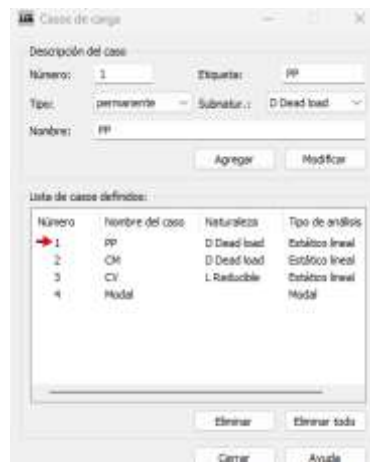 Casos de carga
Descripción del caso
Número: 1 Etiqueta: PP
Tipo: permanente Subnatur.: D Dead load
Nombre: PP
Agregar Modificar
Lista de casos definidos:
Número Nombre del caso Naturaleza Tipo de análisis
1 PP D Dead load Estático lineal
2 CM D Dead load Estático lineal
3 CV L Reducible Estático lineal
4 Modal Modal
Eliminar Eliminar todo
Cerrar Ayuda